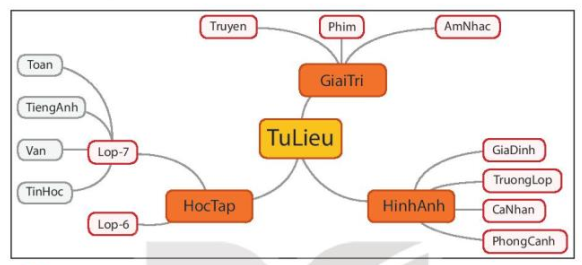 Truyen
Phim
AmNhac
GiaiTri
Toan
TiengAnh
Van
TinHoc
Lop-7
Lop-6
HocTap
TuLieu
HinhAnh
GiaDinh
TruongLop
CaNhan
PhongCanh